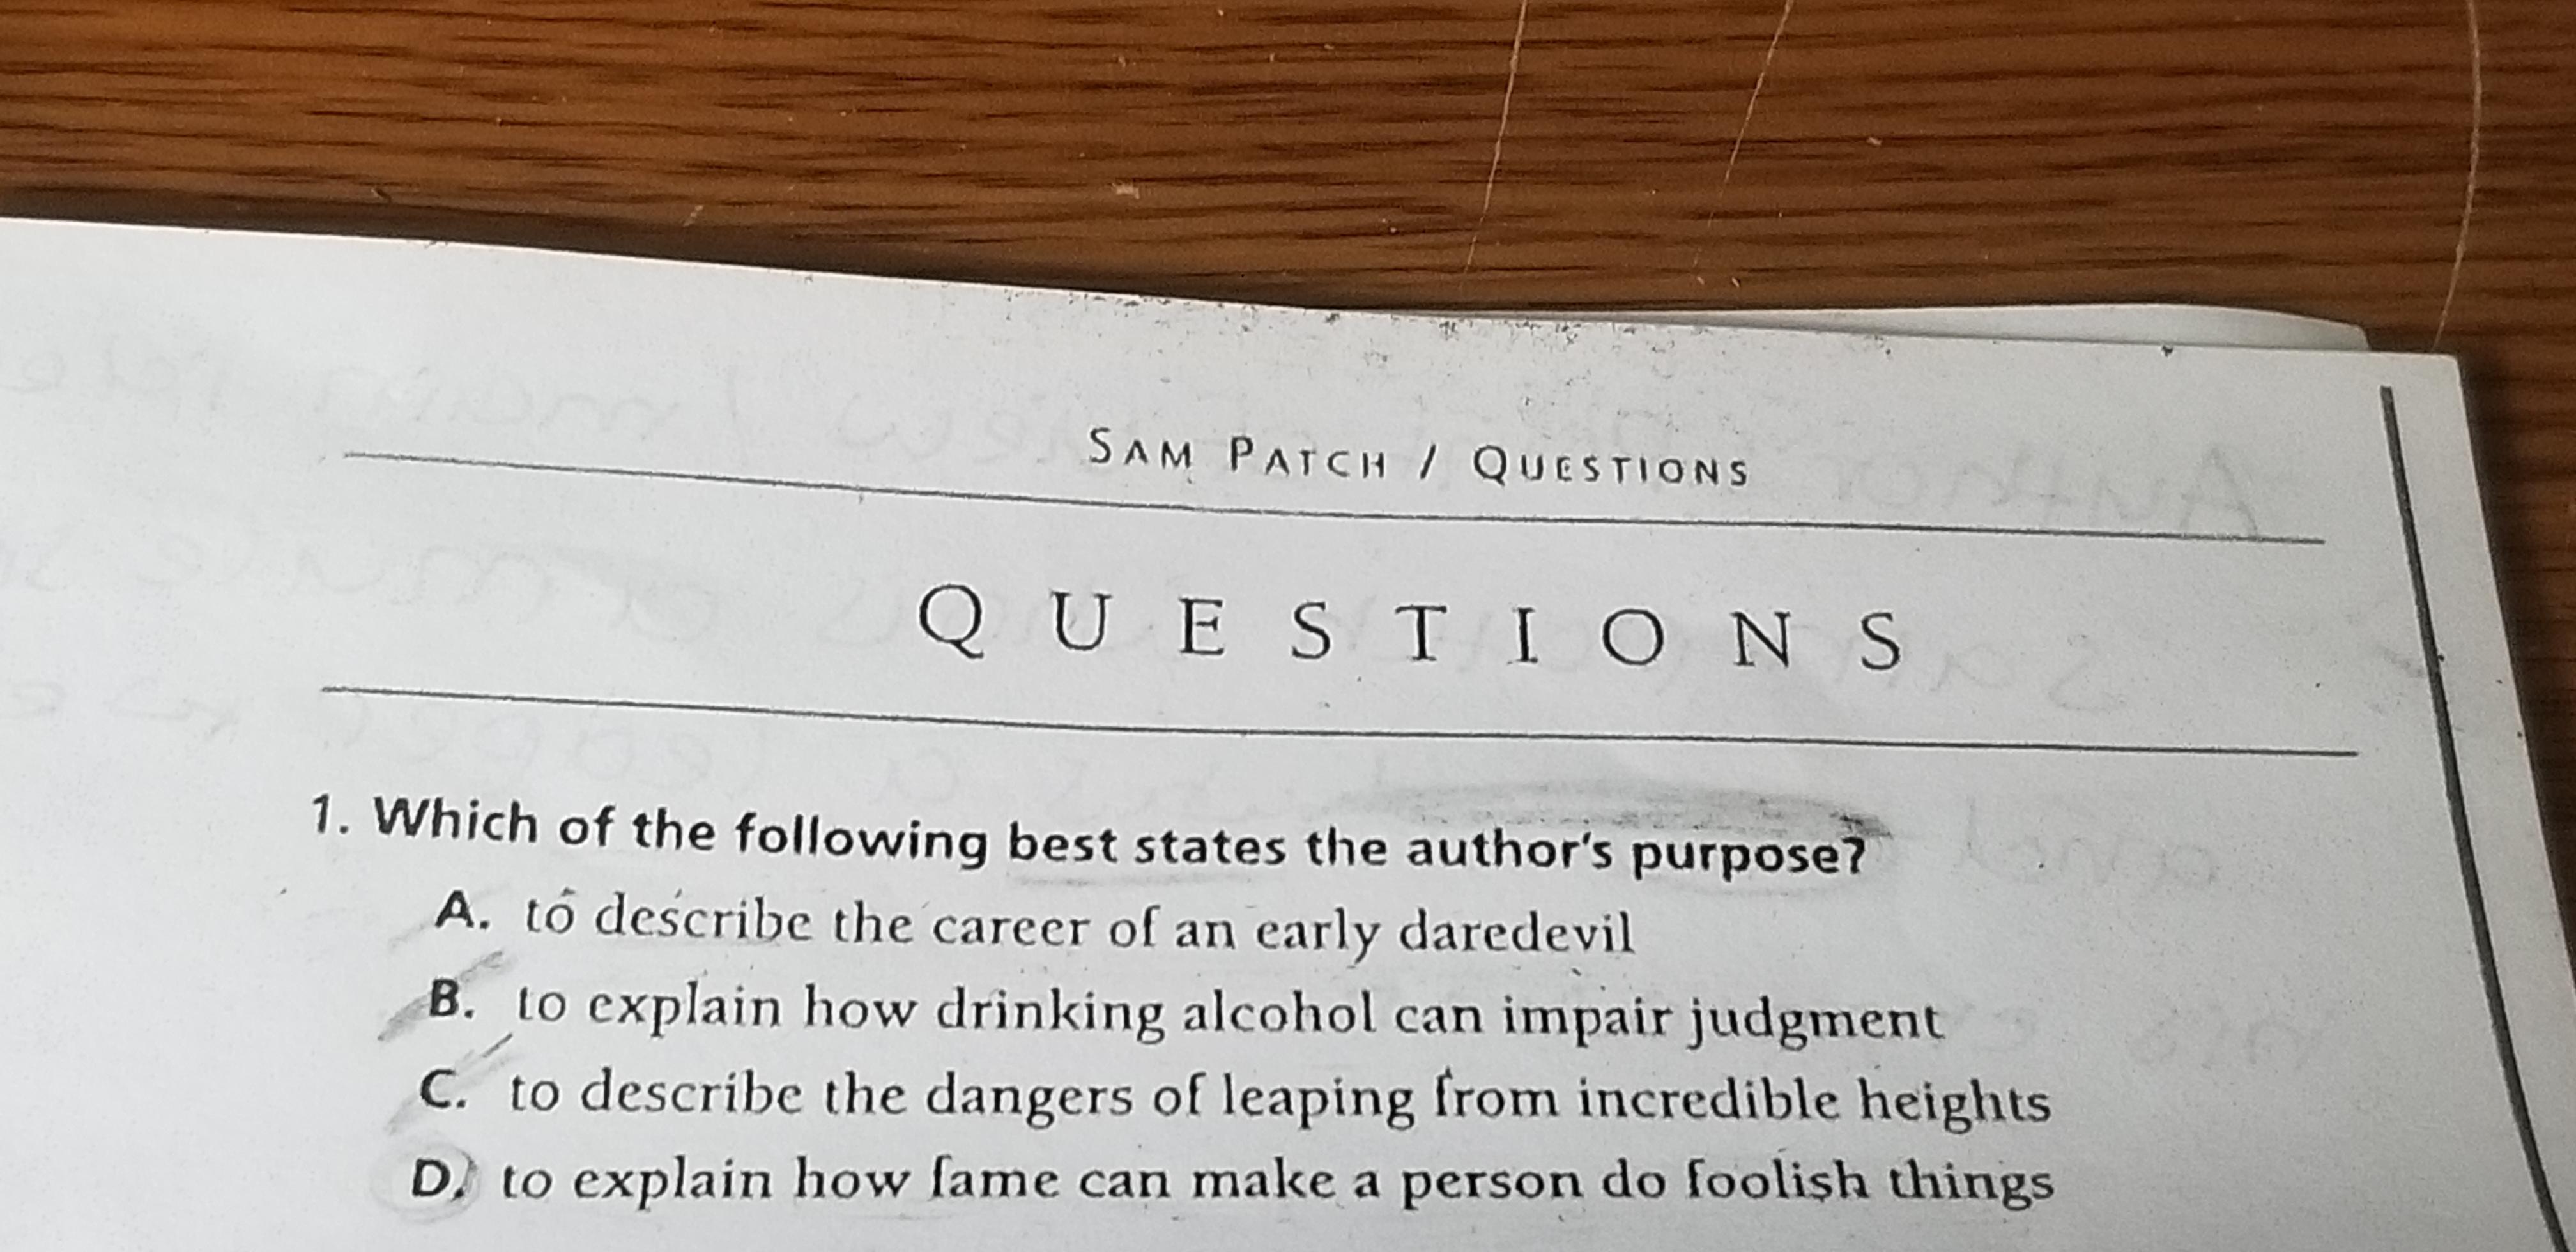 SAM PATCH / QUESTIONS
QUESTIONS
1. Which of the following best states the author's purpose?
A. to describe the career of an early daredevil
B. to explain how drinking alcohol can impair judgment
C. to describe the dangers of leaping from incredible heights
D. to explain how fame can make a person do foolish things